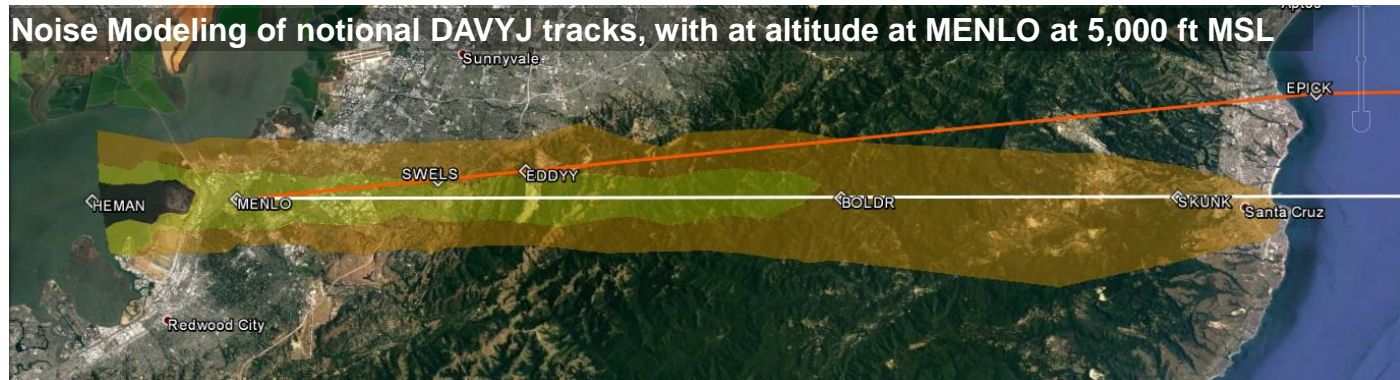 Noise Modeling of notional DAVYJ tracks, with at altitude at MENLO at 5,000 ft MSL
Aptos
Sunnyvale
EPICK
SWELS
EDDYY
HEMAN
MENLO
BOLDR
SKUNK
Santa Cruz
Redwood City